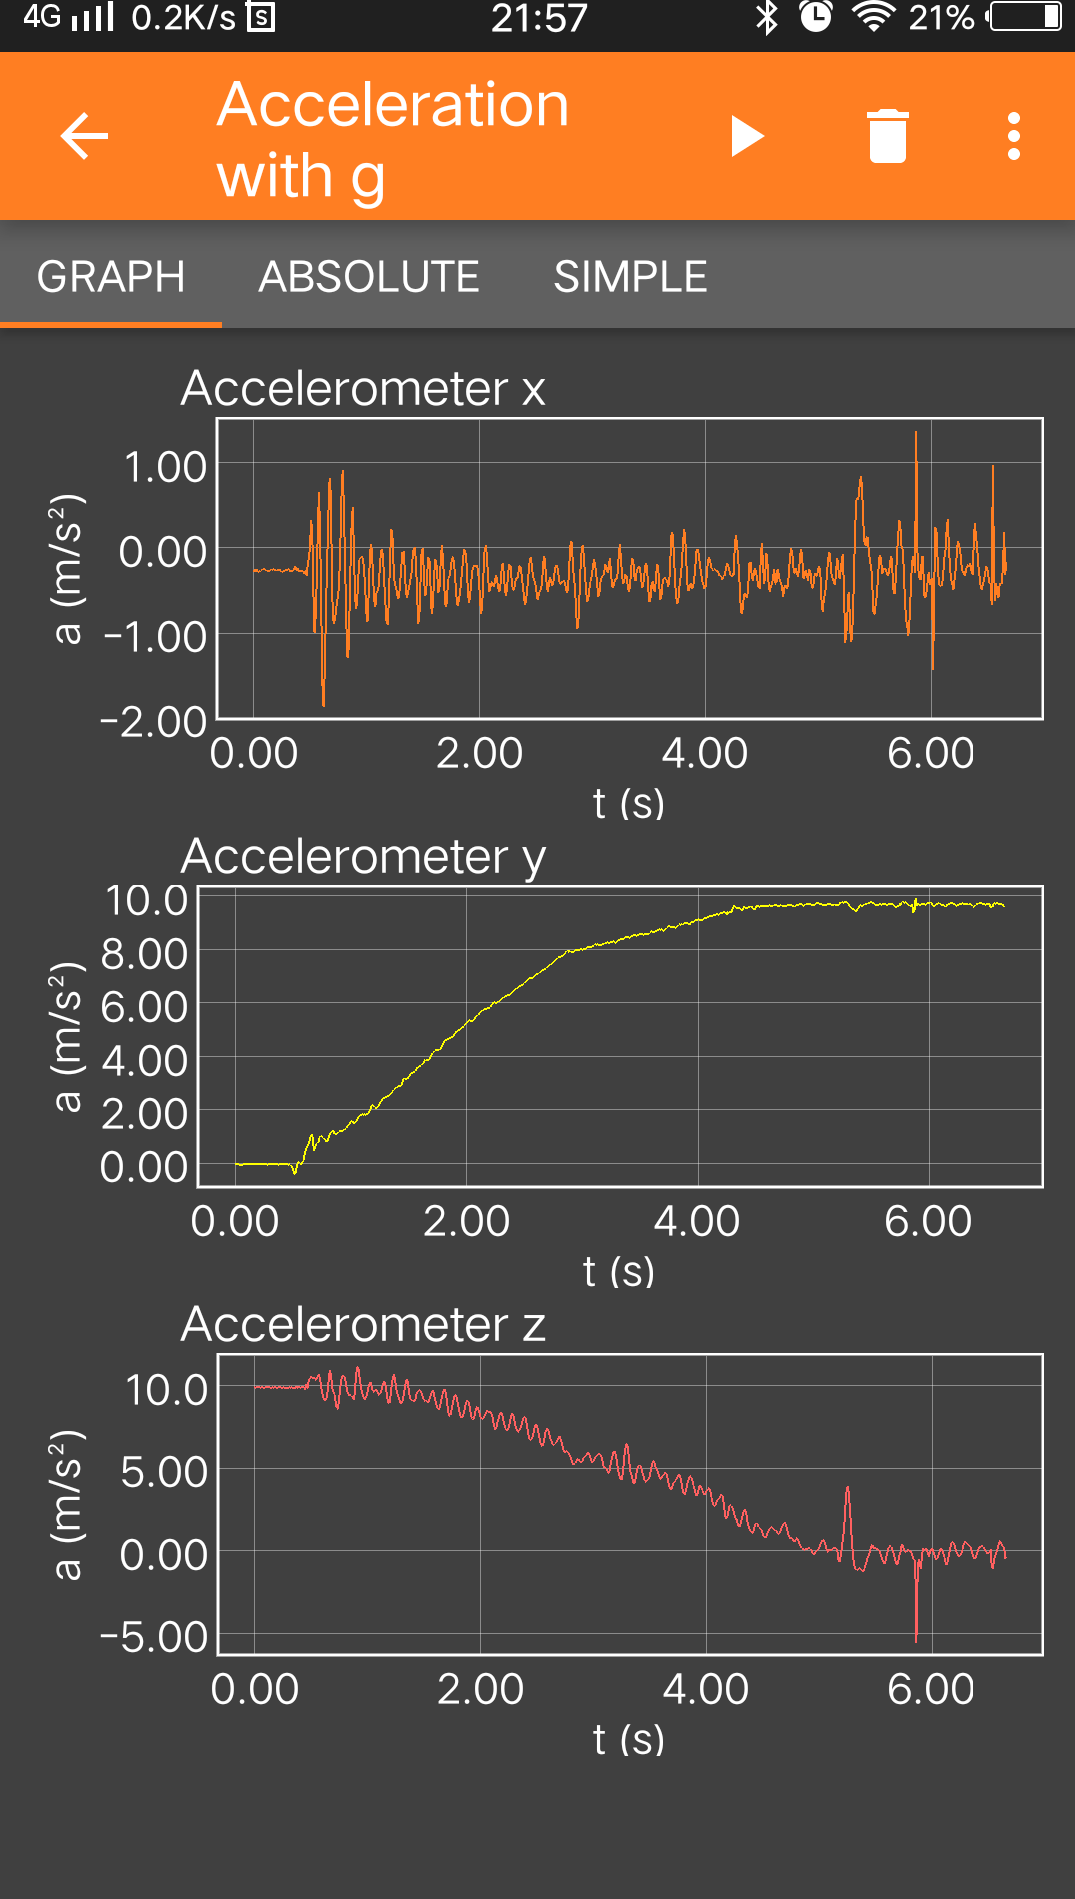 4G 0.2K/s S 21:57 21%
Acceleration
with g
GRAPH ABSOLUTE SIMPLE
Accelerometer x
a (m/s²)
1.00
0.00
−1.00
−2.00
0.00 2.00 4.00 6.00
t (s)
Accelerometer y
a (m/s²)
10.0
8.00
6.00
4.00
2.00
0.00
0.00 2.00 4.00 6.00
t (s)
Accelerometer z
a (m/s²)
10.0
5.00
0.00
−5.00
0.00 2.00 4.00 6.00
t (s)